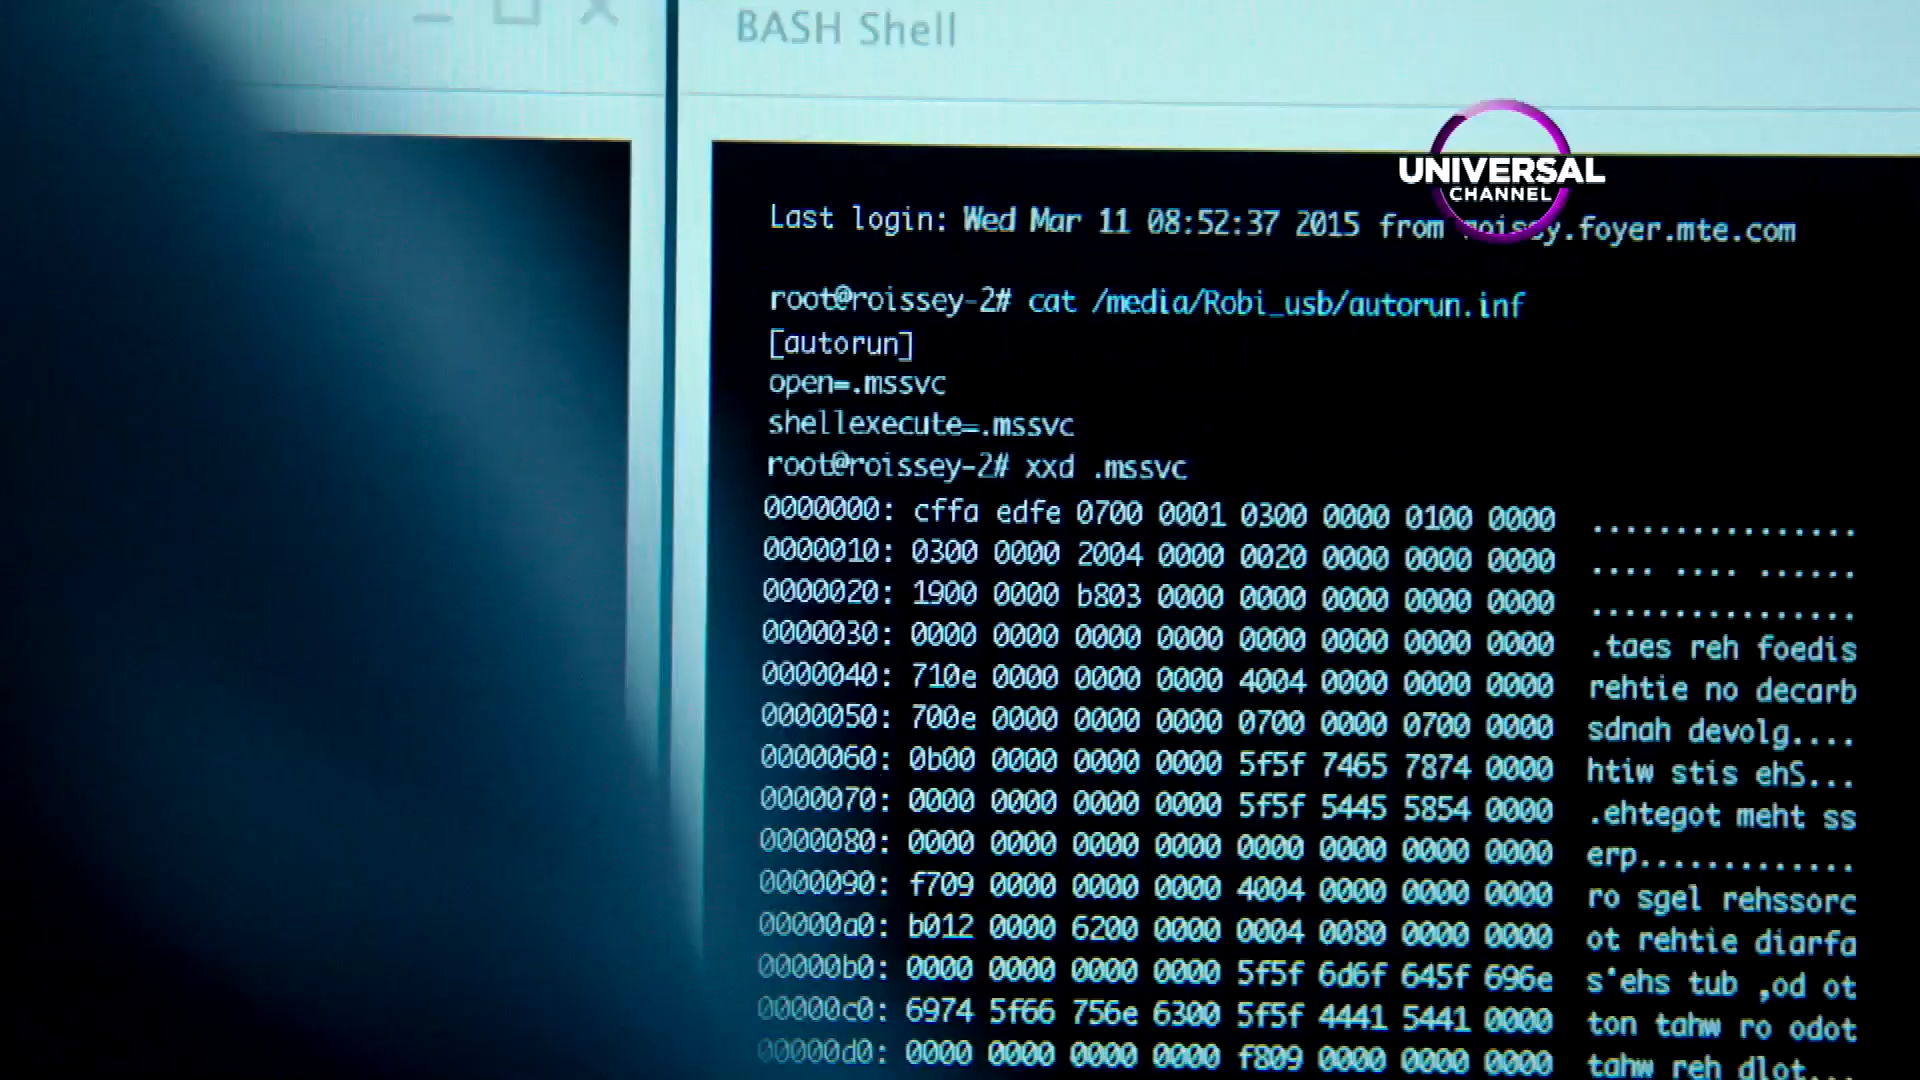 BASH Shell
UNIVERSAL
CHANNEL
Last login: Wed Mar 11 08:52:37 2015 from roissy.foyer.mte.com
root@roissey-2# cat /media/Robi_usb/autorun.inf
[autorun]
open=.mssvc
shellexecute=.mssvc
root@roissey-2# xxd .mssvc
0000000: cffa edfe 0700 0001 0300 0000 0100 0000 ................
0000010: 0300 0000 2004 0000 0020 0000 0000 0000 .... .... ......
0000020: 1900 0000 b803 0000 0000 0000 0000 0000 ................
0000030: 0000 0000 0000 0000 0000 0000 0000 0000 .taes reh foedis
0000040: 710e 0000 0000 0000 4004 0000 0000 0000 rehtie no decarb
0000050: 700e 0000 0000 0000 0700 0000 0700 0000 sdnah devolg....
0000060: 0b00 0000 0000 0000 5f5f 7465 7874 0000 htiw stis ehS...
0000070: 0000 0000 0000 0000 5f5f 5445 5854 0000 .ehtegot meht ss
0000080: 0000 0000 0000 0000 0000 0000 0000 0000 erp.............
0000090: f709 0000 0000 0000 4004 0000 0000 0000 ro sgel rehssorc
00000a0: b012 0000 6200 0000 0004 0080 0000 0000 ot rehtie diarfa
00000b0: 0000 0000 0000 0000 5f5f 6d6f 645f 696e s'ehs tub ,od ot
00000c0: 6974 5f66 756e 6300 5f5f 4441 5441 0000 ton tahw ro odot
00000d0: 0000 0000 0000 0000 f809 0000 0000 0000 tahw reh dlot...